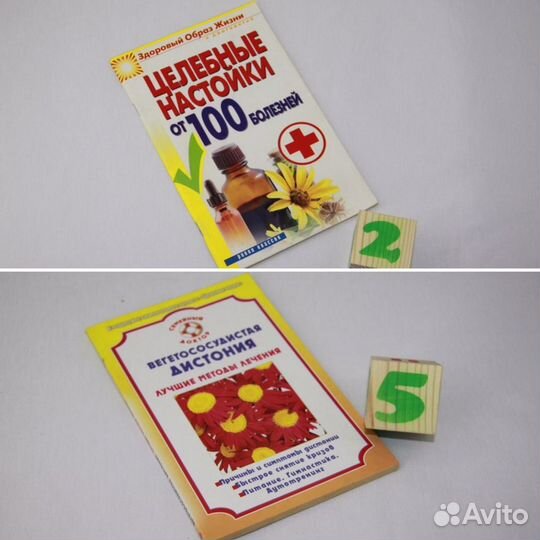 Здоровый Образ Жизни
и Долголетие
ЦЕЛЕБНЫЕ
НАСТОЙКИ
ОТ 100 БОЛЕЗНЕЙ
2
СЕМЕЙНЫЙ
ДОКТОР
ВЕГЕТОСОСУДИСТАЯ
ДИСТОНИЯ
ЛУЧШИЕ МЕТОДЫ ЛЕЧЕНИЯ
Причины и симптомы дистонии
Быстрое снятие кризов
Питание. Гимнастика.
Аутотренинг
5
Avito